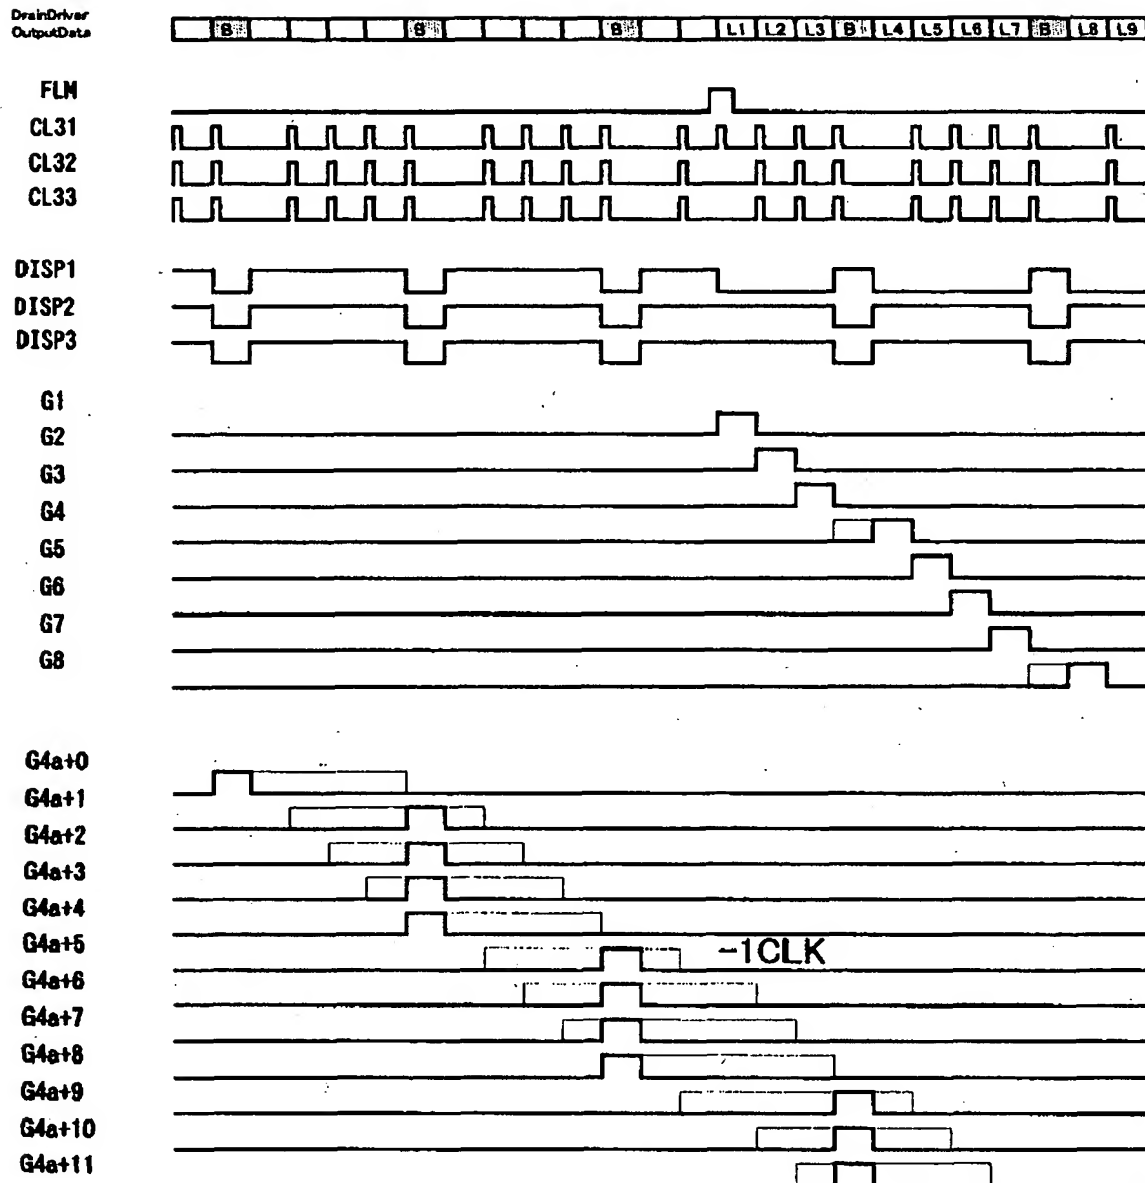 DrainDriver
OutputData
B B B L1 L2 L3 B L4 L5 L6 L7 B L8 L9
FLM
CL31
CL32
CL33
DISP1
DISP2
DISP3
G1
G2
G3
G4
G5
G6
G7
G8
G4a+0
G4a+1
G4a+2
G4a+3
G4a+4
G4a+5
-1CLK
G4a+6
G4a+7
G4a+8
G4a+9
G4a+10
G4a+11